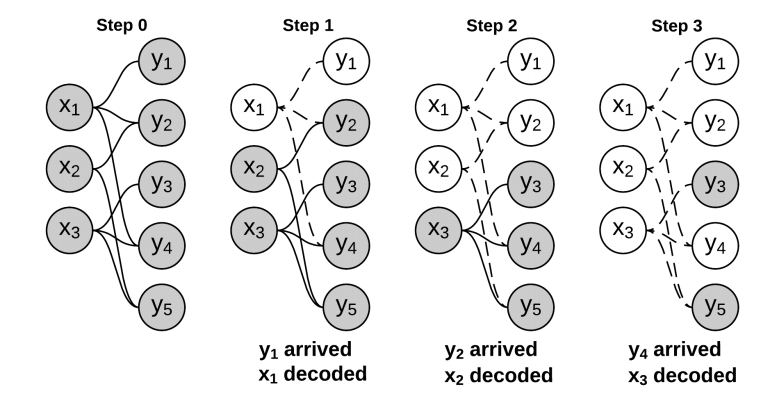 Step 0
Step 1
Step 2
Step 3
x1
x2
x3
y1
y2
y3
y4
y5
x1
x2
x3
y1
y2
y3
y4
y5
x1
x2
x3
y1
y2
y3
y4
y5
x1
x2
x3
y1
y2
y3
y4
y5
y1 arrived
x1 decoded
y2 arrived
x2 decoded
y4 arrived
x3 decoded